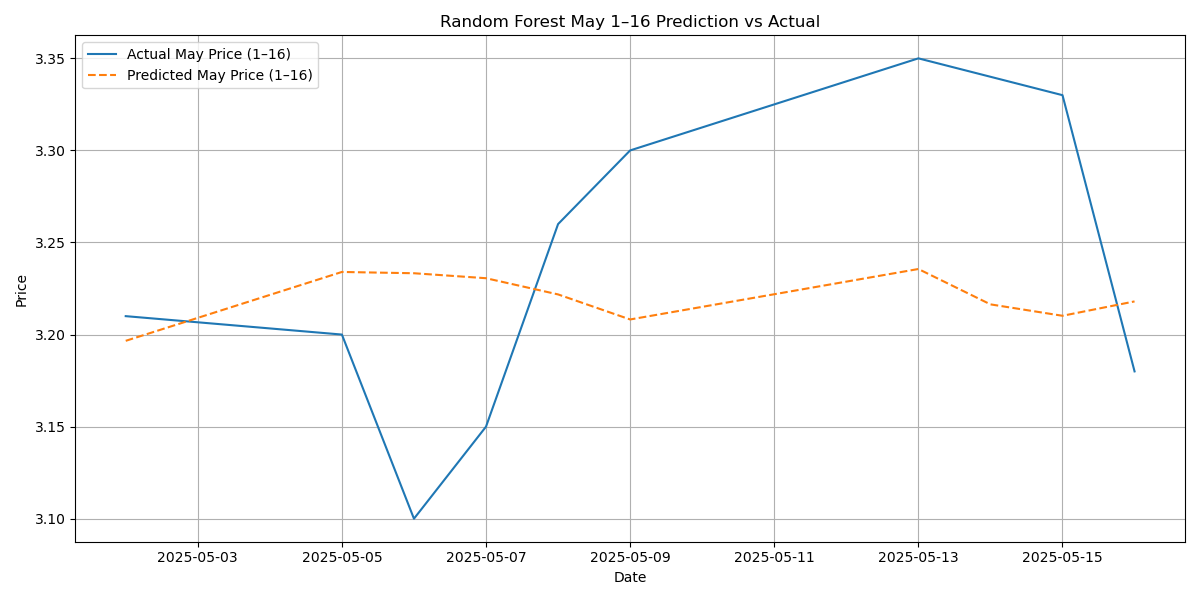 Random Forest May 1–16 Prediction vs Actual
Actual May Price (1–16)
Predicted May Price (1–16)
Price
3.35
3.30
3.25
3.20
3.15
3.10
2025-05-03
2025-05-05
2025-05-07
2025-05-09
2025-05-11
2025-05-13
2025-05-15
Date